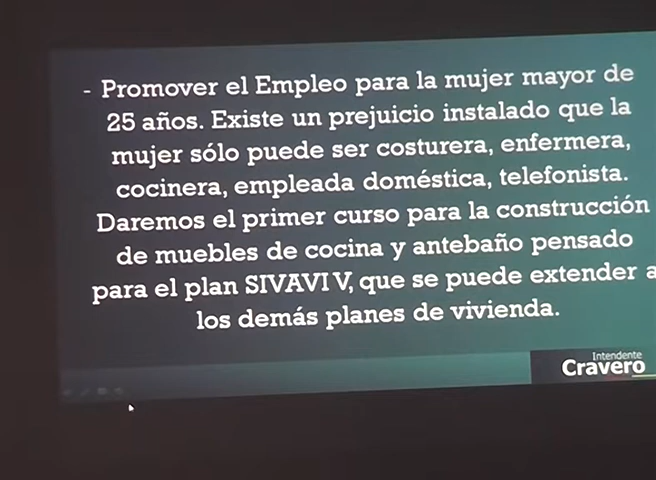 - Promover el Empleo para la mujer mayor de
25 años. Existe un prejuicio instalado que la
mujer sólo puede ser costurera, enfermera,
cocinera, empleada doméstica, telefonista.
Daremos el primer curso para la construcción
de muebles de cocina y antebaño pensado
para el plan SIVAVI V, que se puede extender a
los demás planes de vivienda.
Intendente
Cravero